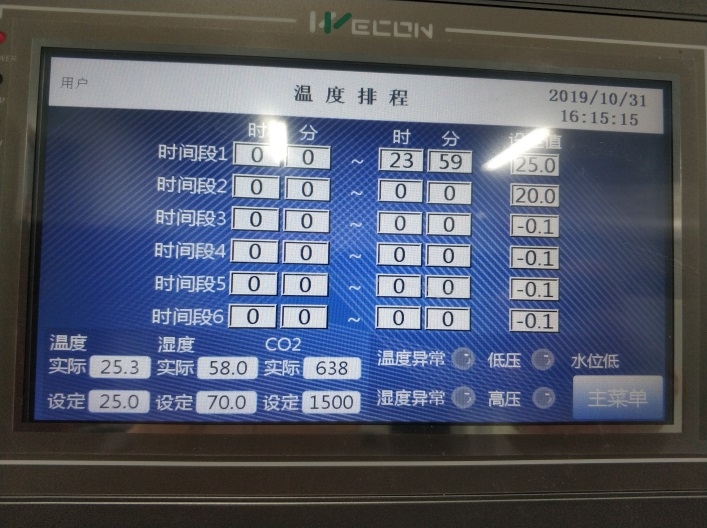 WECON
用户
温度排程
2019/10/31
16:15:15
时 分 时 分 设定值
时间段1 0 0 ~ 23 59 25.0
时间段2 0 0 ~ 0 0 20.0
时间段3 0 0 ~ 0 0 -0.1
时间段4 0 0 ~ 0 0 -0.1
时间段5 0 0 ~ 0 0 -0.1
时间段6 0 0 ~ 0 0 -0.1
温度 湿度 CO2
实际 25.3 实际 58.0 实际 638 温度异常 低压 水位低
设定 25.0 设定 70.0 设定 1500 湿度异常 高压 主菜单